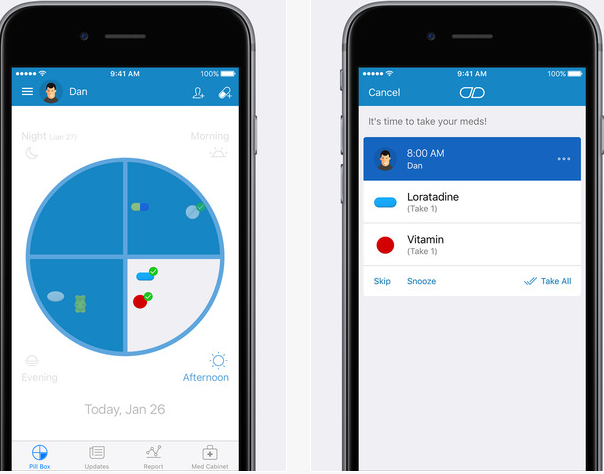 9:41 AM
100%
Dan
Night (Jan 27)
Morning
Evening
Afternoon
Today, Jan 26
Pill Box
Updates
Report
Med Cabinet
9:41 AM
100%
Cancel
It's time to take your meds!
8:00 AM
Dan
Loratadine
(Take 1)
Vitamin
(Take 1)
Skip
Snooze
Take All